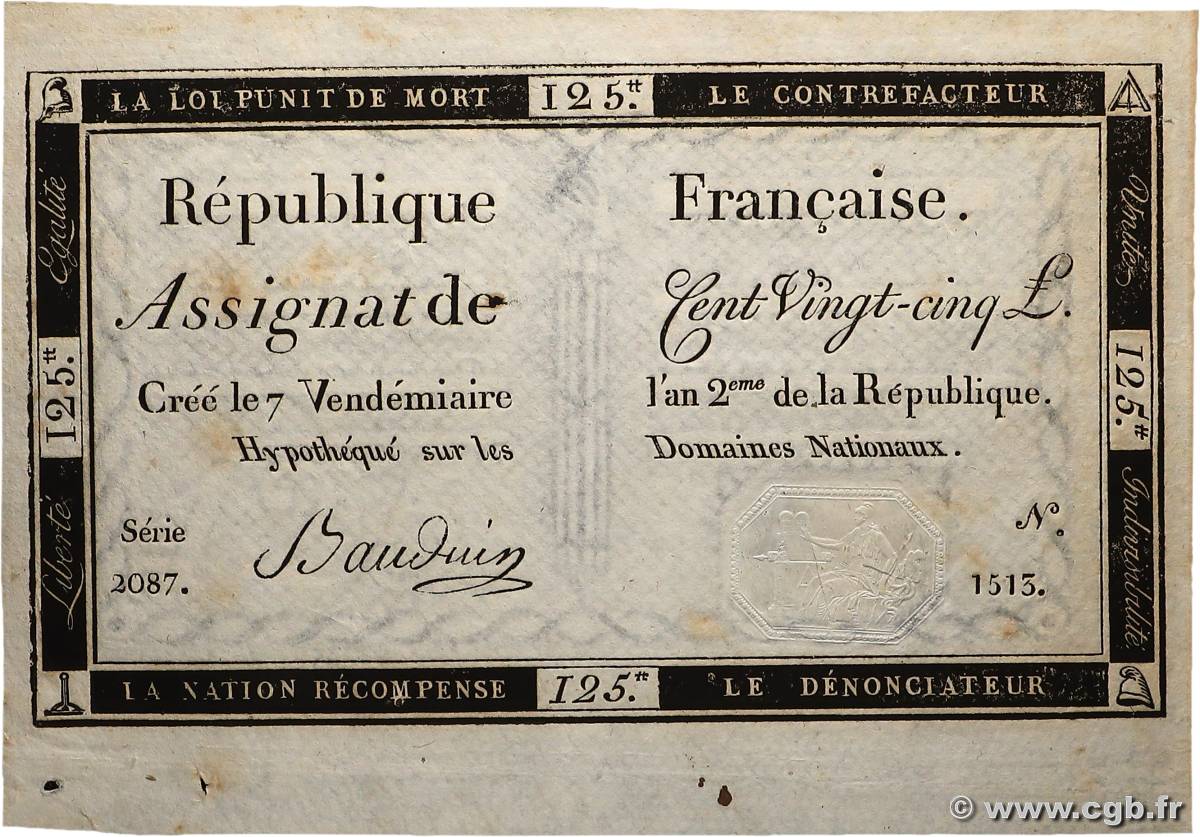 LA LOI PUNIT DE MORT 125.tt LE CONTREFACTEUR
Égalité 125.tt Liberté
Unité 125.tt Indivisibilité
République Française.
Assignat de Cent Vingt-cinq £.
Créé le 7 Vendémiaire l'an 2eme de la République.
Hypothéqué sur les Domaines Nationaux.
Série N.o
2087. Bauduin 1513.
LA NATION RÉCOMPENSE 125.tt LE DÉNONCIATEUR
© www.cgb.fr